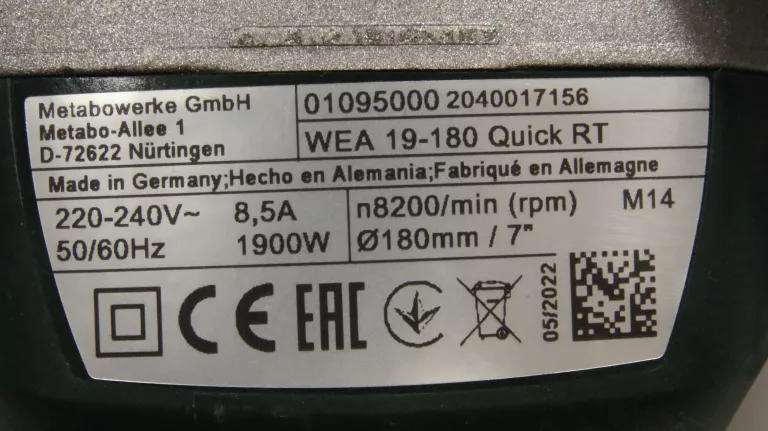 Metabowerke GmbH
Metabo-Allee 1
D-72622 Nürtingen
01095000 2040017156
WEA 19-180 Quick RT
Made in Germany;Hecho en Alemania;Fabriqué en Allemagne
220-240V~ 8,5A
50/60Hz 1900W
n8200/min (rpm) M14
Ø180mm / 7"
CE EAC
05/2022